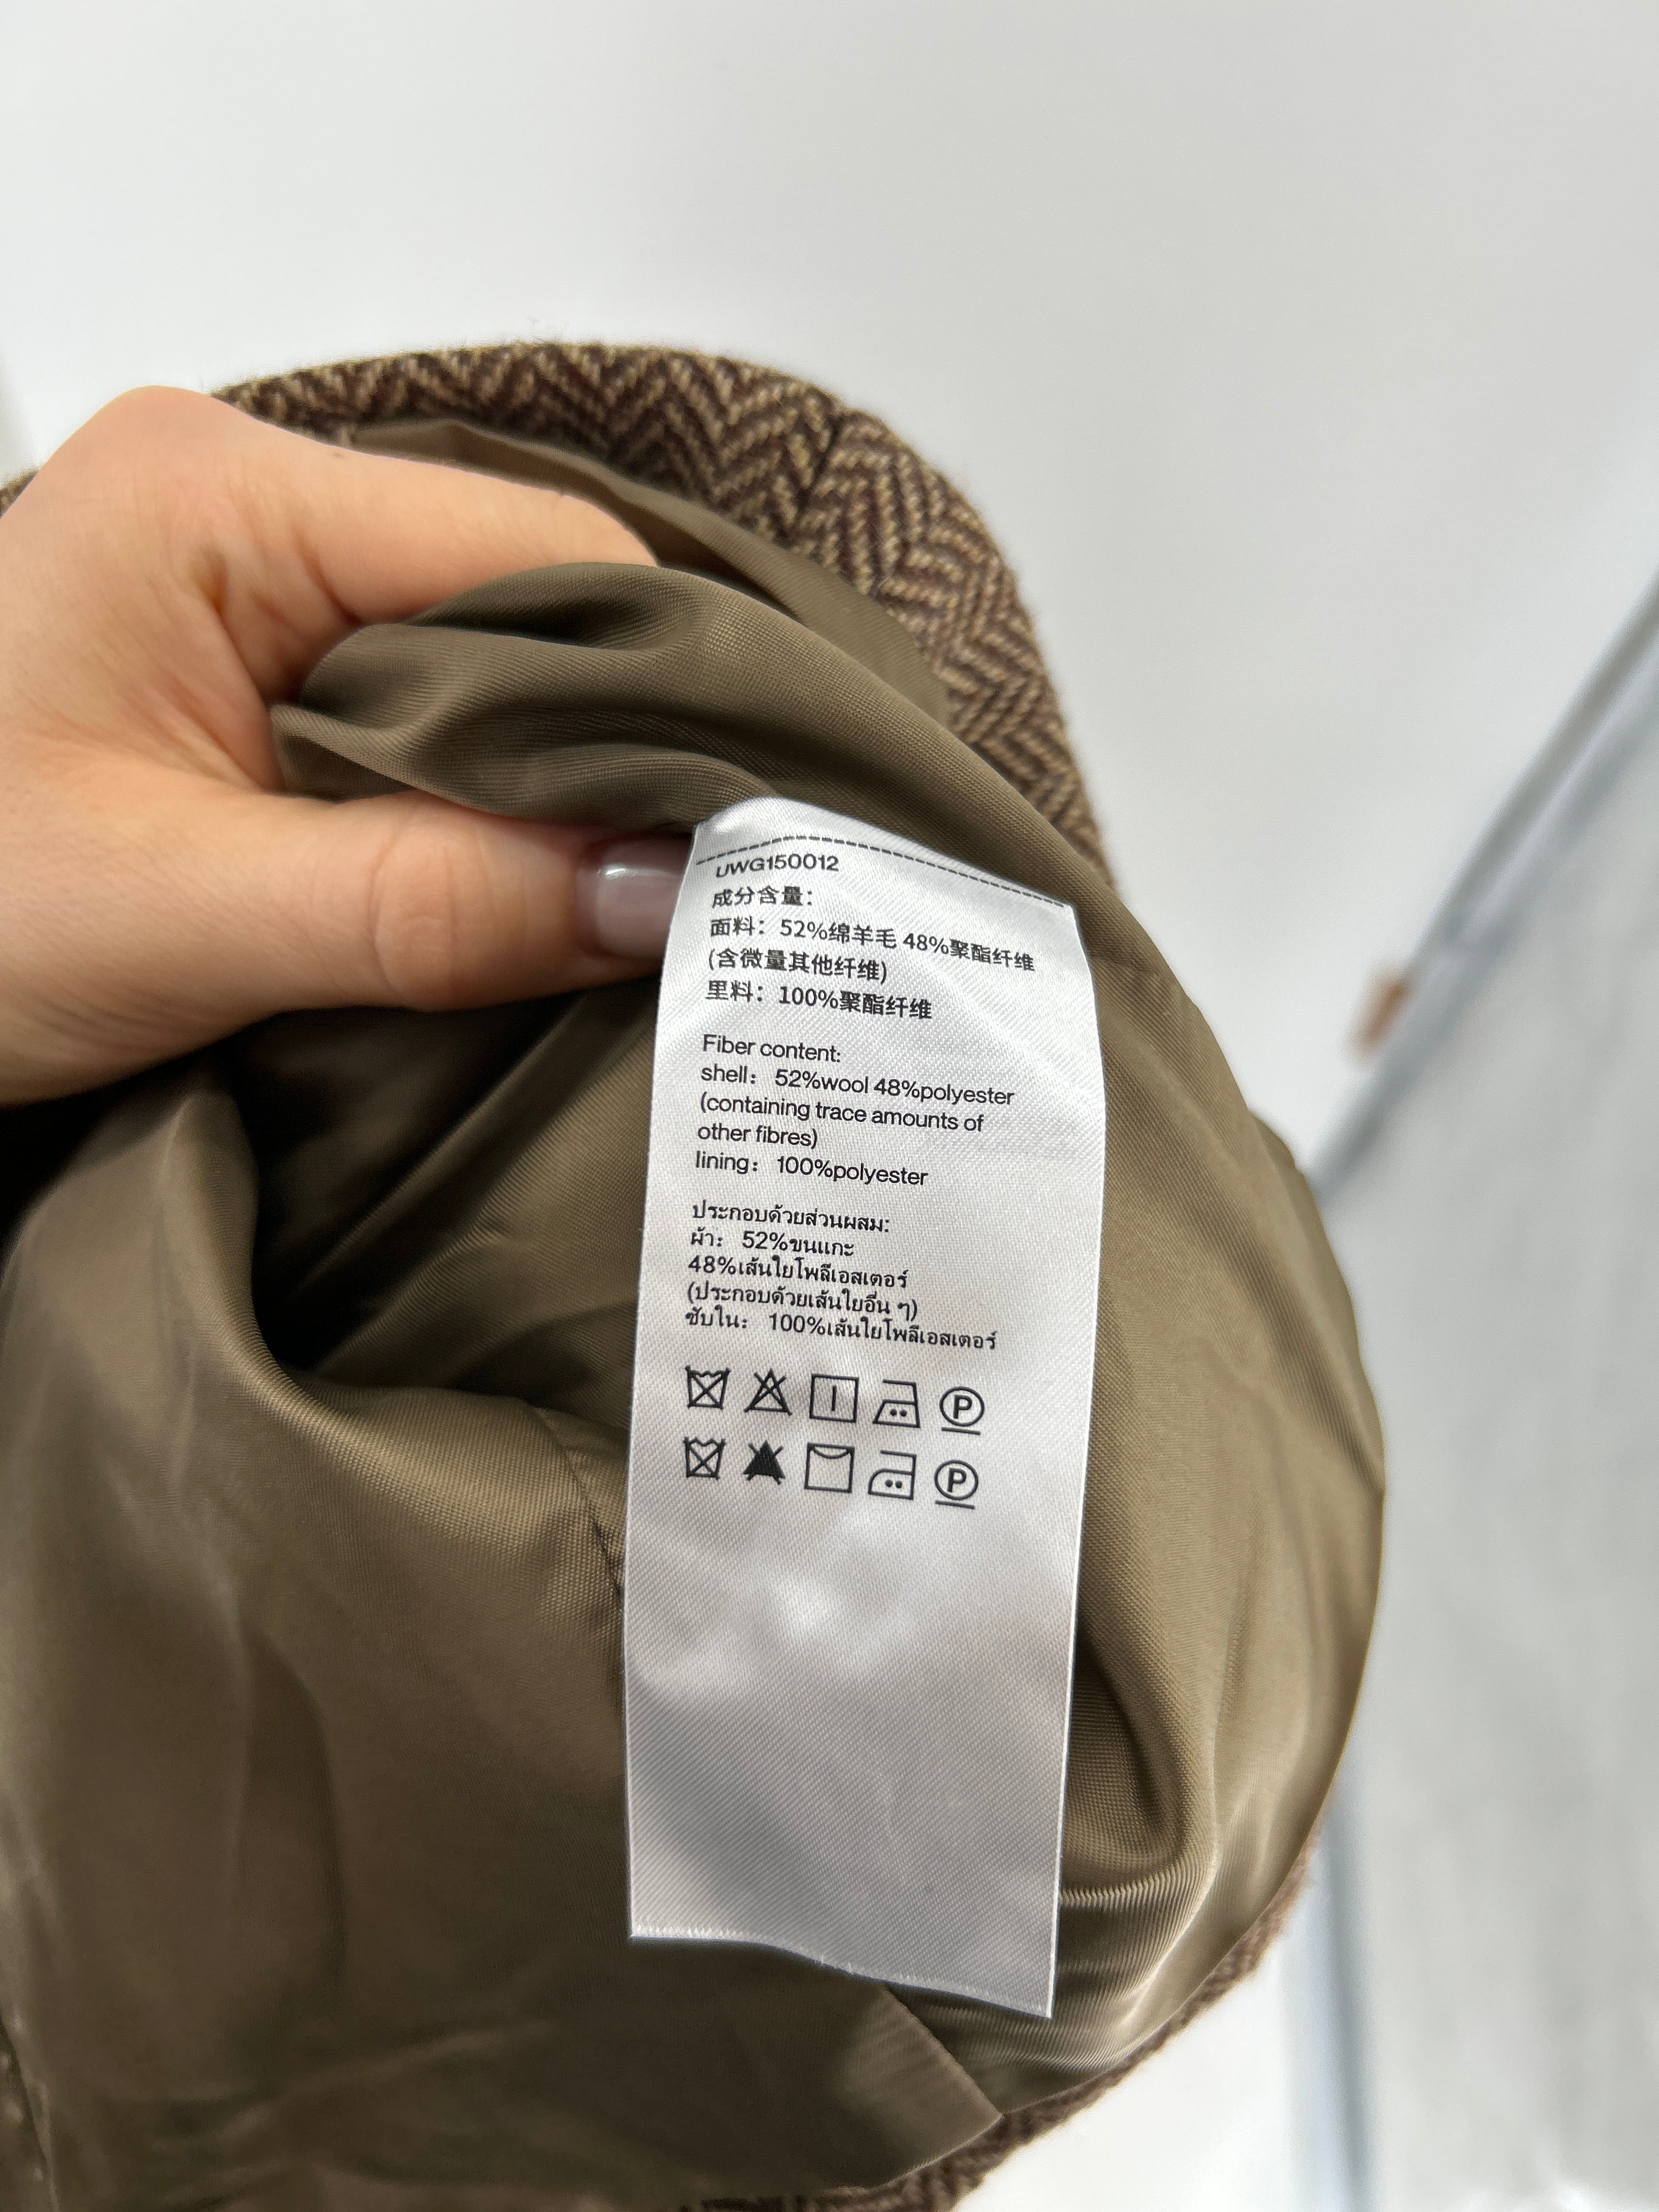 UWG150012
成分含量：
面料：52%绵羊毛 48%聚酯纤维
(含微量其他纤维)
里料：100%聚酯纤维
Fiber content:
shell： 52%wool 48%polyester
(containing trace amounts of
other fibres)
lining： 100%polyester
ประกอบด้วยส่วนผสม:
ผ้า： 52%ขนแกะ
48%เส้นใยโพลีเอสเตอร์
(ประกอบด้วยเส้นใยอื่น ๆ)
ซับใน： 100%เส้นใยโพลีเอสเตอร์
P
P